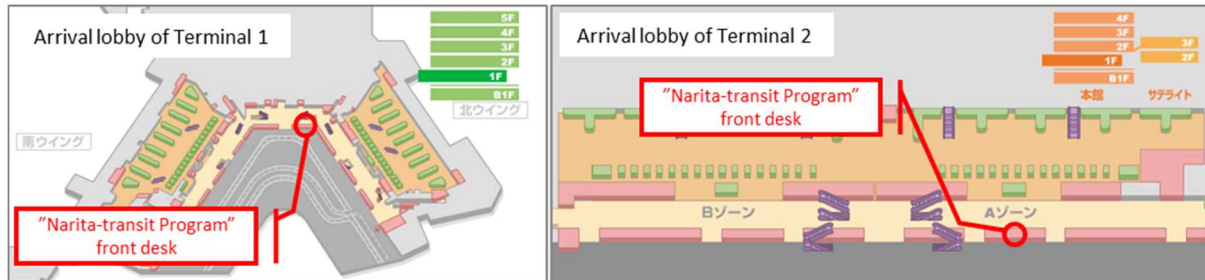 Arrival lobby of Terminal 1
5F
4F
3F
2F
1F
B1F
北ウイング
南ウイング
”Narita-transit Program”
front desk
Arrival lobby of Terminal 2
4F
3F
2F
1F
B1F
3F
2F
本館
サテライト
”Narita-transit Program”
front desk
Bゾーン
Aゾーン